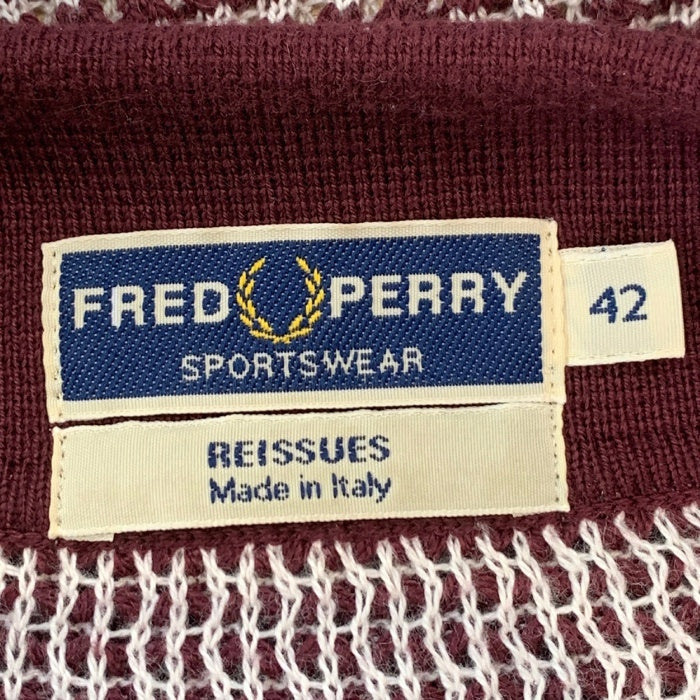 FRED PERRY
SPORTSWEAR
42
REISSUES
Made in Italy